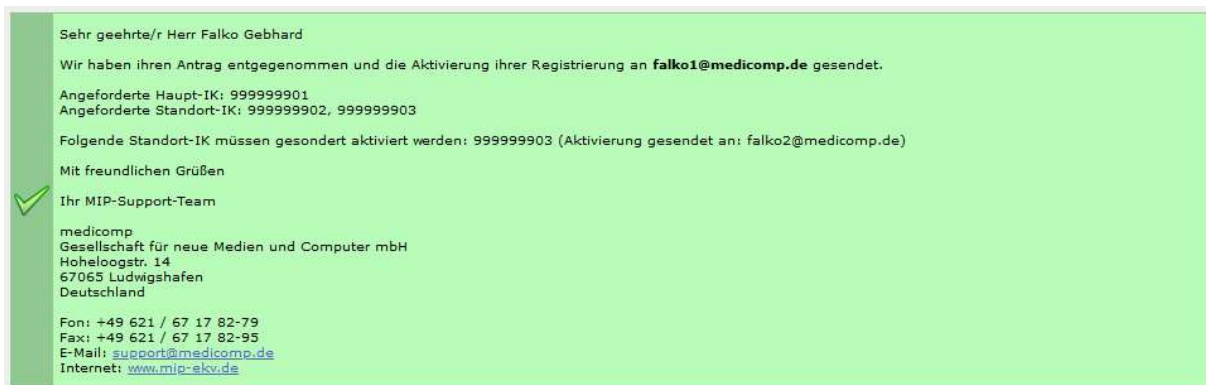 Sehr geehrte/r Herr Falko Gebhard
Wir haben ihren Antrag entgegenommen und die Aktivierung ihrer Registrierung an falko1@medicomp.de gesendet.
Angeforderte Haupt-IK: 999999901
Angeforderte Standort-IK: 999999902, 999999903
Folgende Standort-IK müssen gesondert aktiviert werden: 999999903 (Aktivierung gesendet an: falko2@medicomp.de)
Mit freundlichen Grüßen
Ihr MIP-Support-Team
medicomp
Gesellschaft für neue Medien und Computer mbH
Hoheloogstr. 14
67065 Ludwigshafen
Deutschland
Fon: +49 621 / 67 17 82-79
Fax: +49 621 / 67 17 82-95
E-Mail: support@medicomp.de
Internet: www.mip-ekv.de